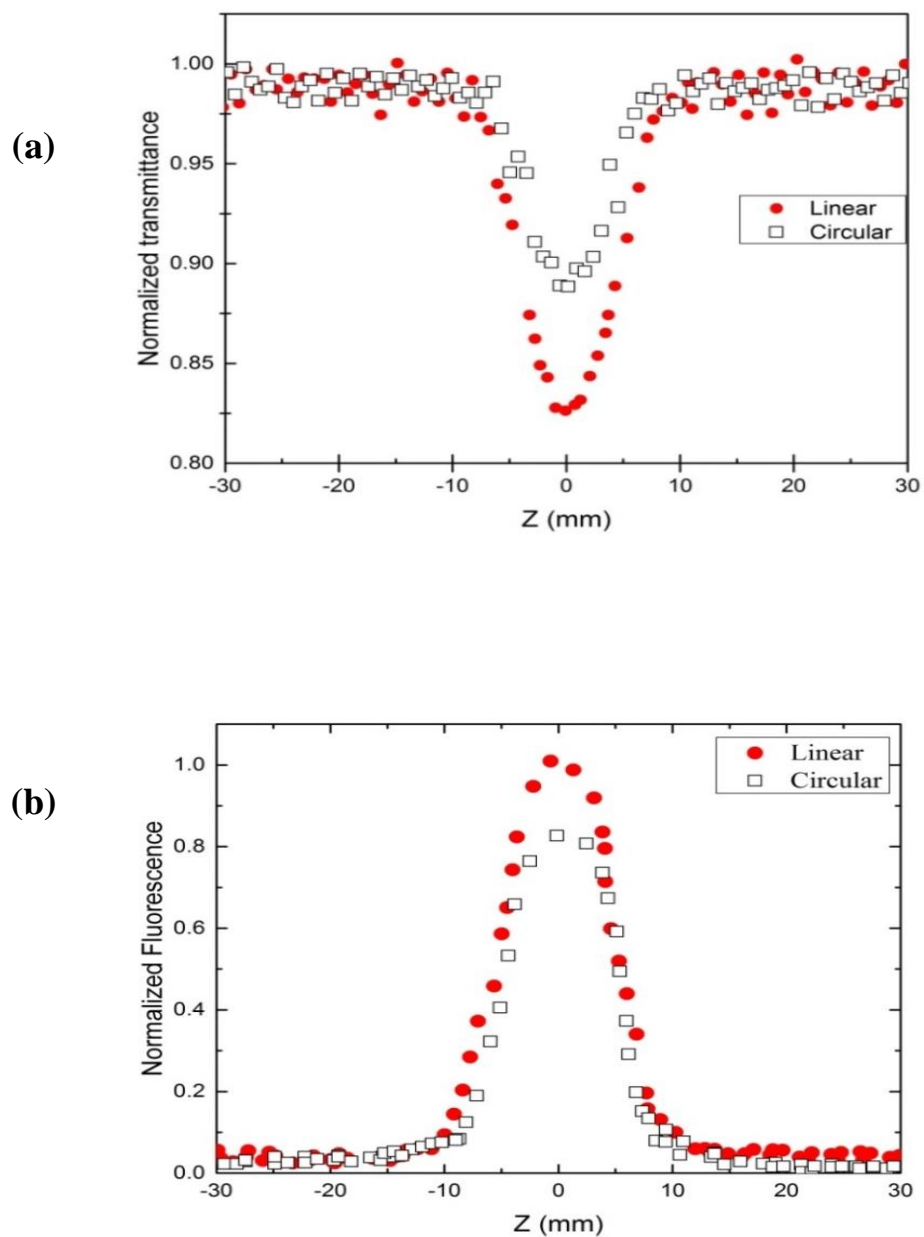 (a)
Normalized transmittance
1.00
0.95
0.90
0.85
0.80
Linear
Circular
-30 -20 -10 0 10 20 30
Z (mm)
(b)
Normalized Fluorescence
1.0
0.8
0.6
0.4
0.2
0.0
Linear
Circular
-30 -20 -10 0 10 20 30
Z (mm)